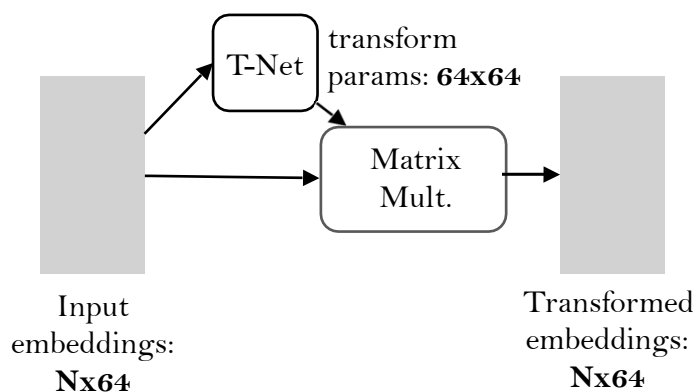 T-Net
transform
params: 64x64
Matrix
Mult.
Input
embeddings:
Nx64
Transformed
embeddings:
Nx64